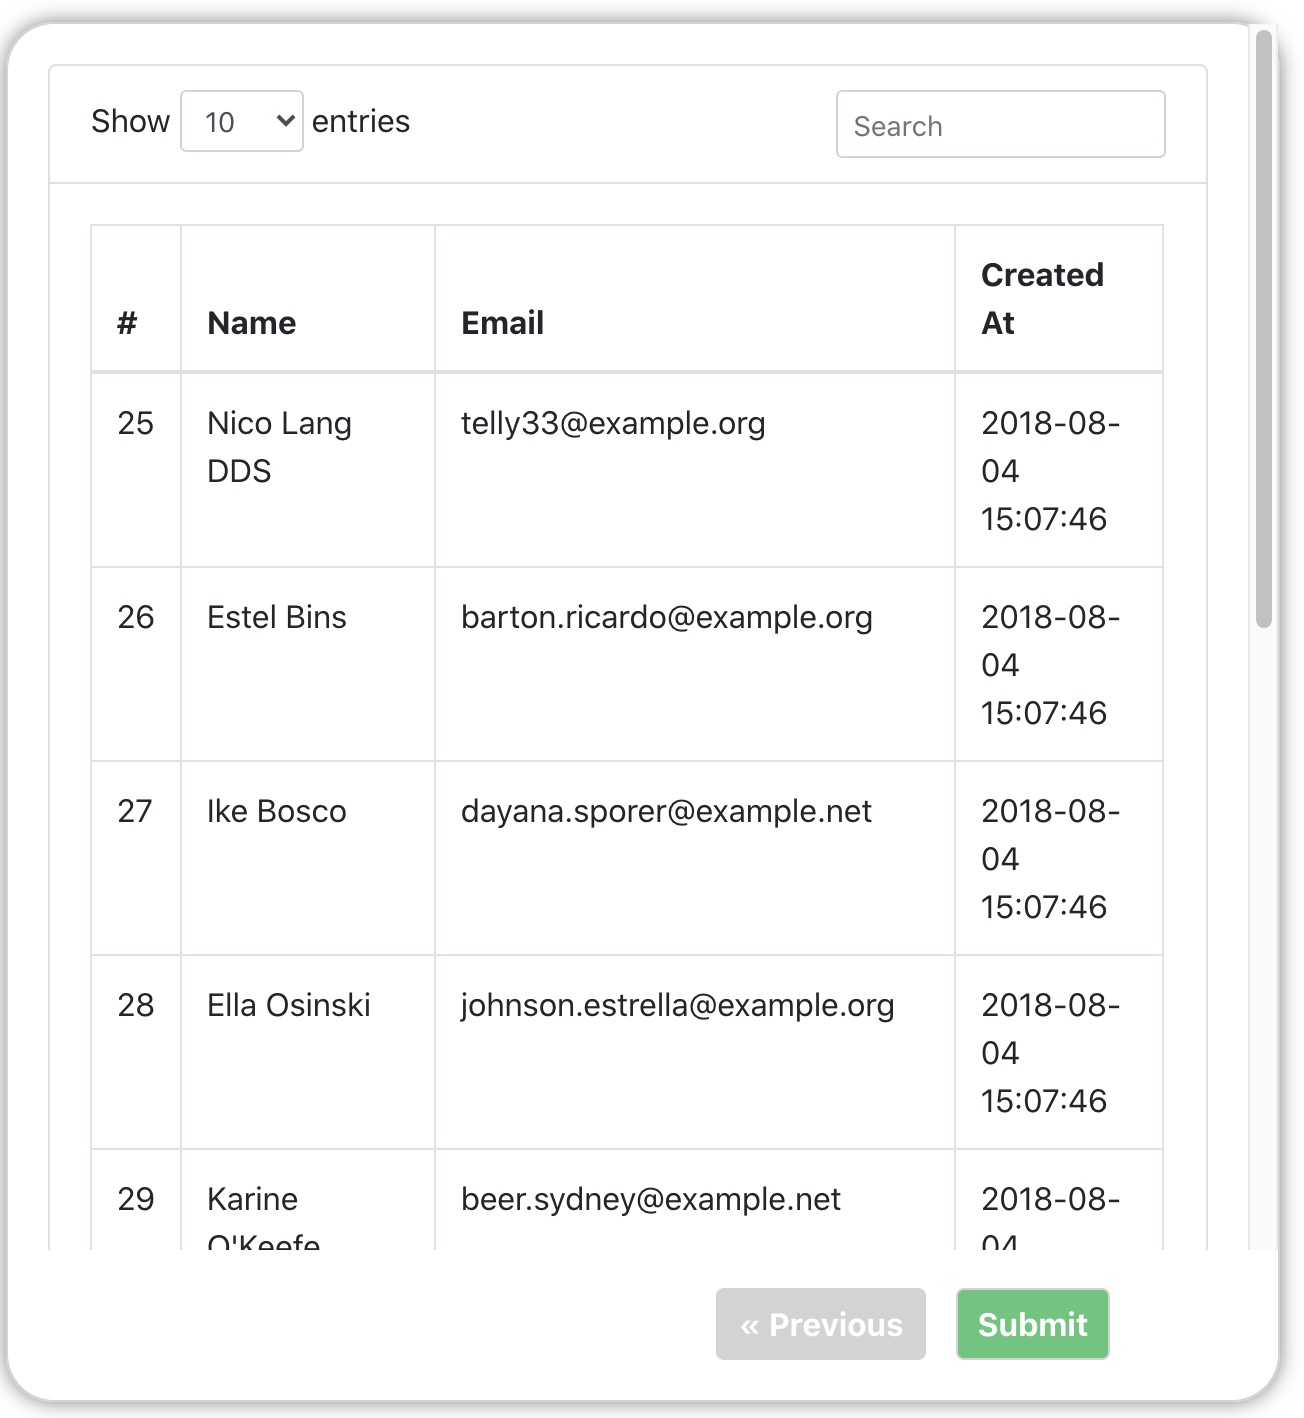 Show 10 entries
Search
# Name Email Created
At
25 Nico Lang telly33@example.org 2018-08-
DDS 04
15:07:46
26 Estel Bins barton.ricardo@example.org 2018-08-
04
15:07:46
27 Ike Bosco dayana.sporer@example.net 2018-08-
04
15:07:46
28 Ella Osinski johnson.estrella@example.org 2018-08-
04
15:07:46
29 Karine beer.sydney@example.net 2018-08-
O'Keefe 04
« Previous Submit